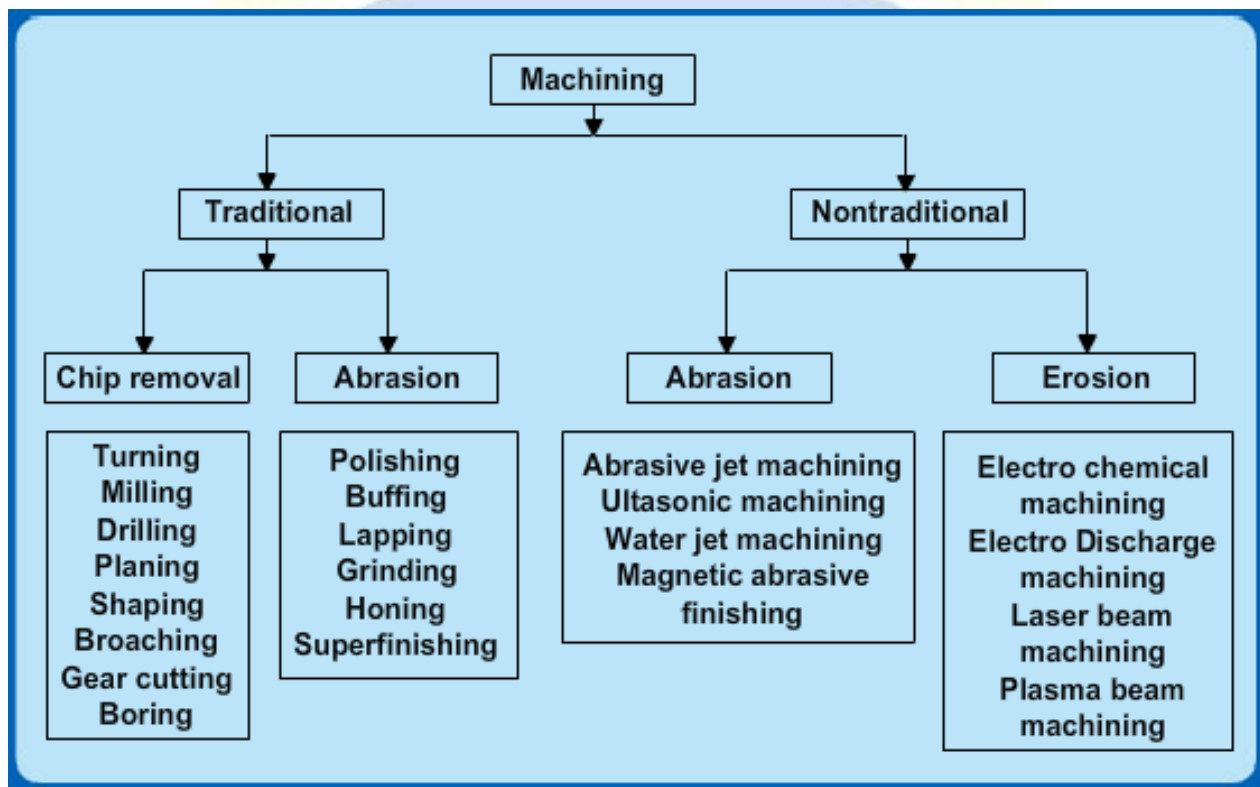 Machining
Traditional
Nontraditional
Chip removal
Abrasion
Abrasion
Erosion
Turning
Milling
Drilling
Planing
Shaping
Broaching
Gear cutting
Boring
Polishing
Buffing
Lapping
Grinding
Honing
Superfinishing
Abrasive jet machining
Ultasonic machining
Water jet machining
Magnetic abrasive
finishing
Electro chemical
machining
Electro Discharge
machining
Laser beam
machining
Plasma beam
machining